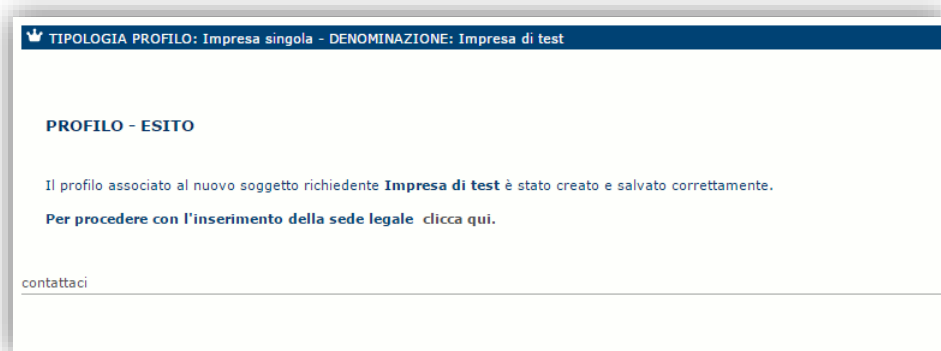 TIPOLOGIA PROFILO: Impresa singola - DENOMINAZIONE: Impresa di test
PROFILO - ESITO
Il profilo associato al nuovo soggetto richiedente Impresa di test è stato creato e salvato correttamente.
Per procedere con l'inserimento della sede legale clicca qui.
contattaci